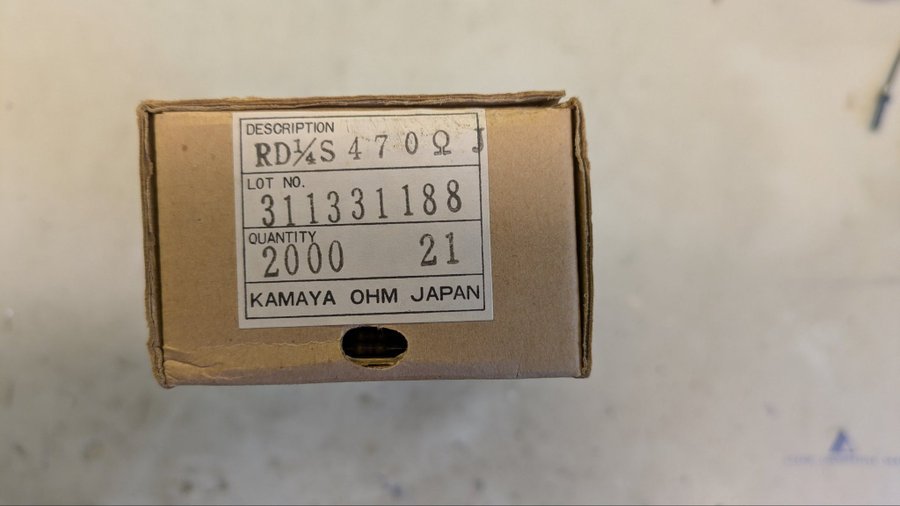 DESCRIPTION
RD¼S 470Ω J
LOT NO.
311331188
QUANTITY
2000 21
KAMAYA OHM JAPAN